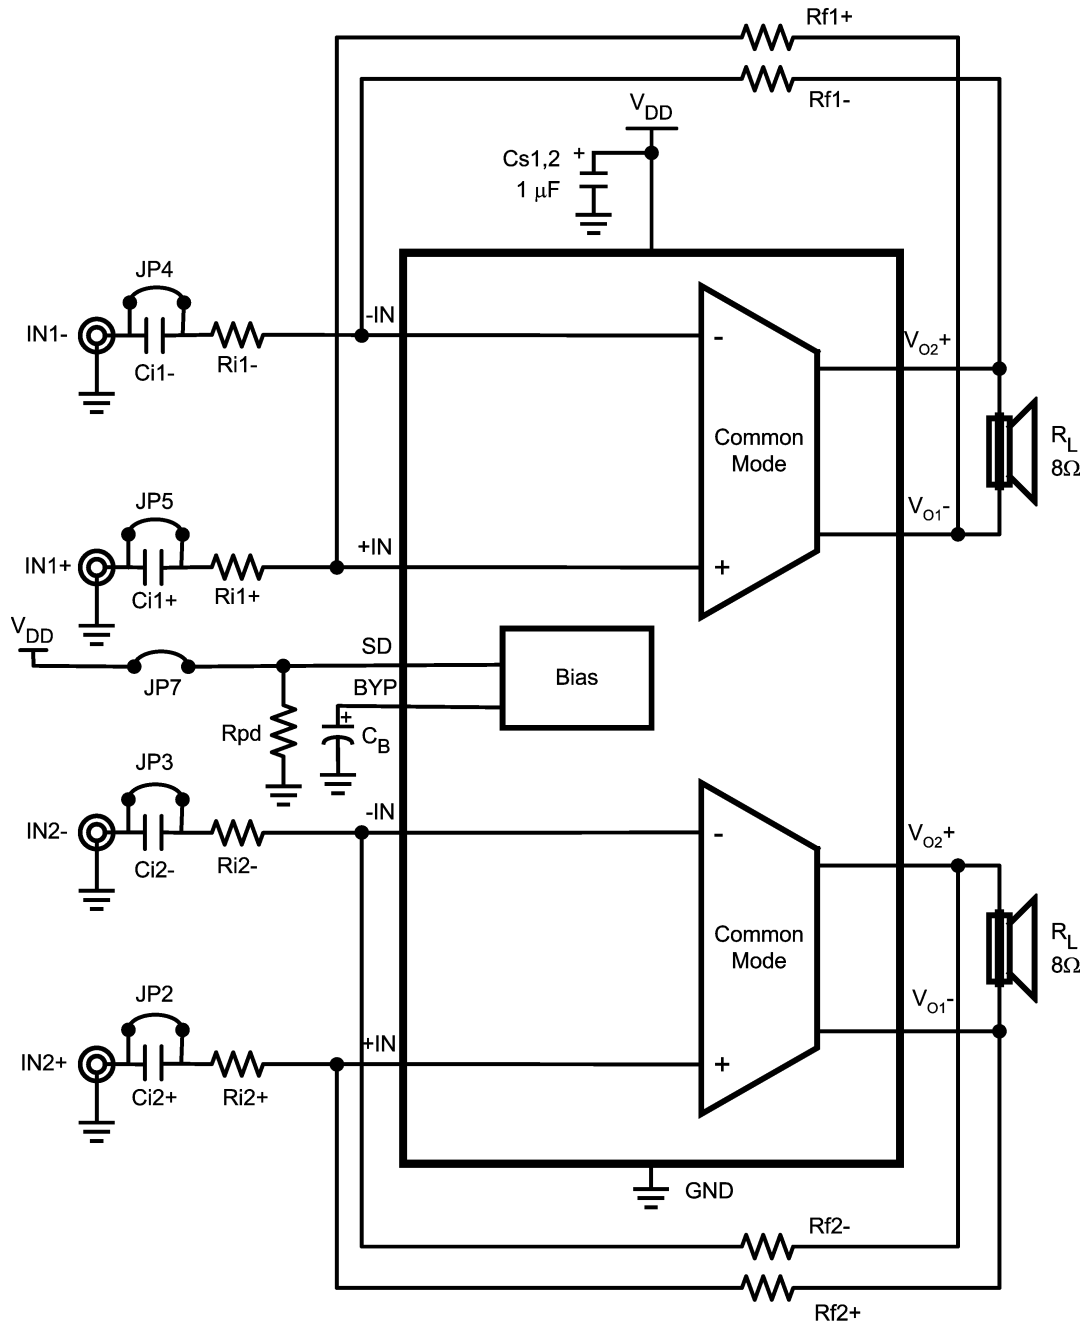 Rf1+
Rf1-
VDD
Cs1,2 +
1 µF
JP4
IN1-
Ci1-
Ri1-
-IN
-
VO2+
Common
Mode
RL
8Ω
JP5
IN1+
Ci1+
Ri1+
+IN
+
VO1-
VDD
JP7
SD
BYP
Bias
Rpd
+
CB
JP3
IN2-
Ci2-
Ri2-
-IN
-
VO2+
Common
Mode
RL
8Ω
VO1-
JP2
IN2+
Ci2+
Ri2+
+IN
+
GND
Rf2-
Rf2+